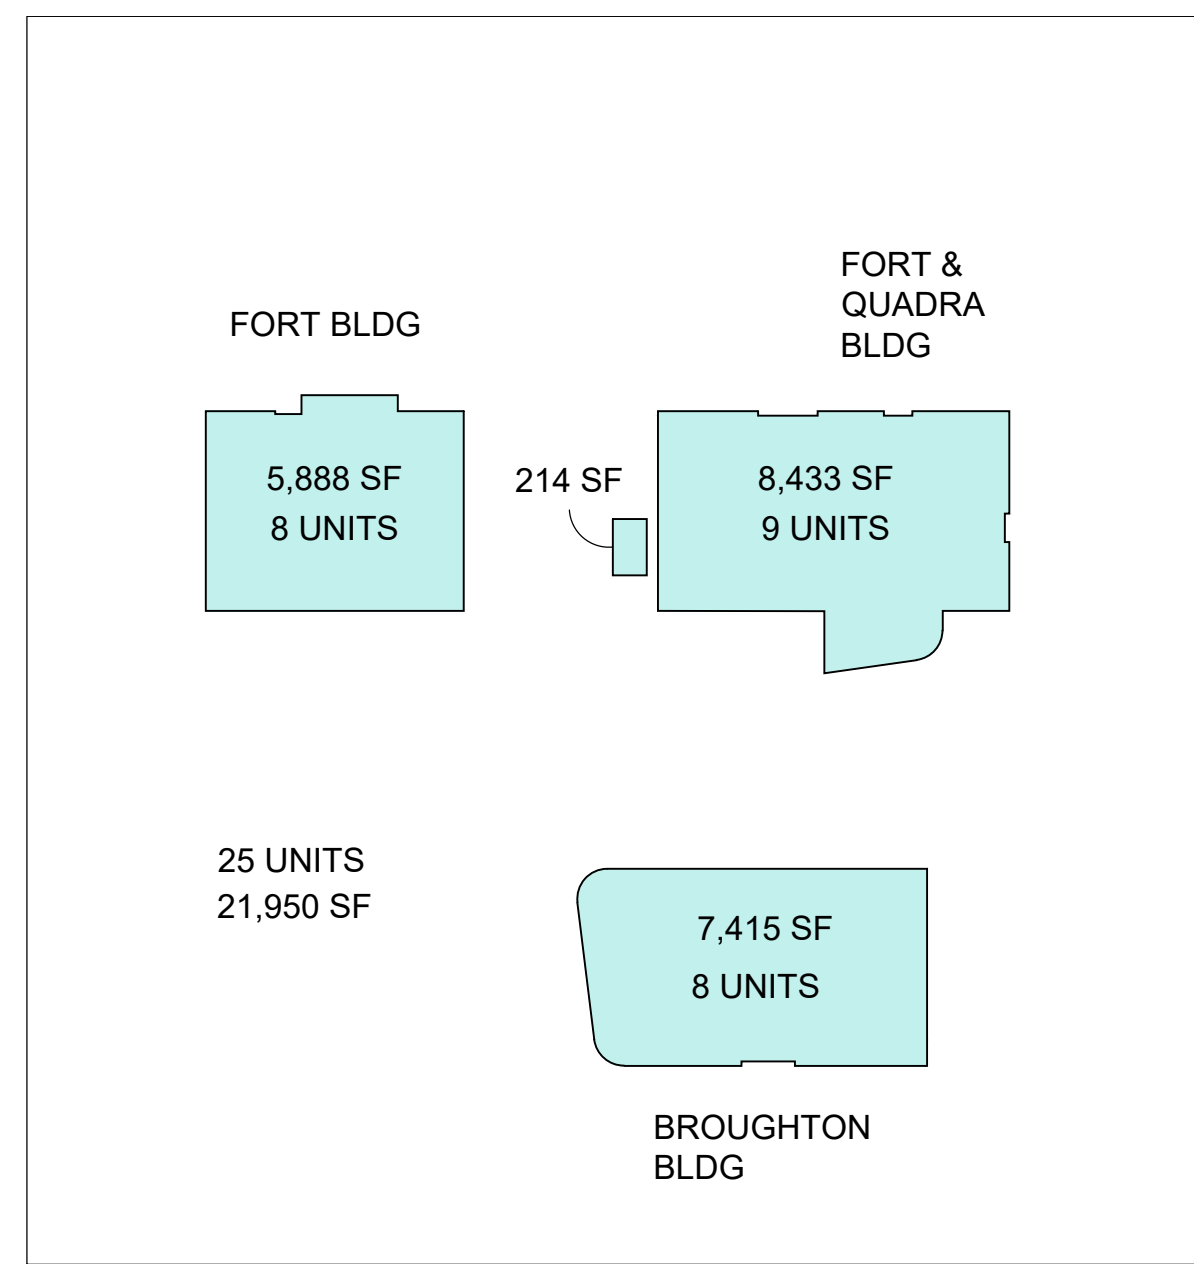 FORT &
QUADRA
BLDG
FORT BLDG
5,888 SF
8 UNITS
214 SF
8,433 SF
9 UNITS
25 UNITS
21,950 SF
7,415 SF
8 UNITS
BROUGHTON
BLDG